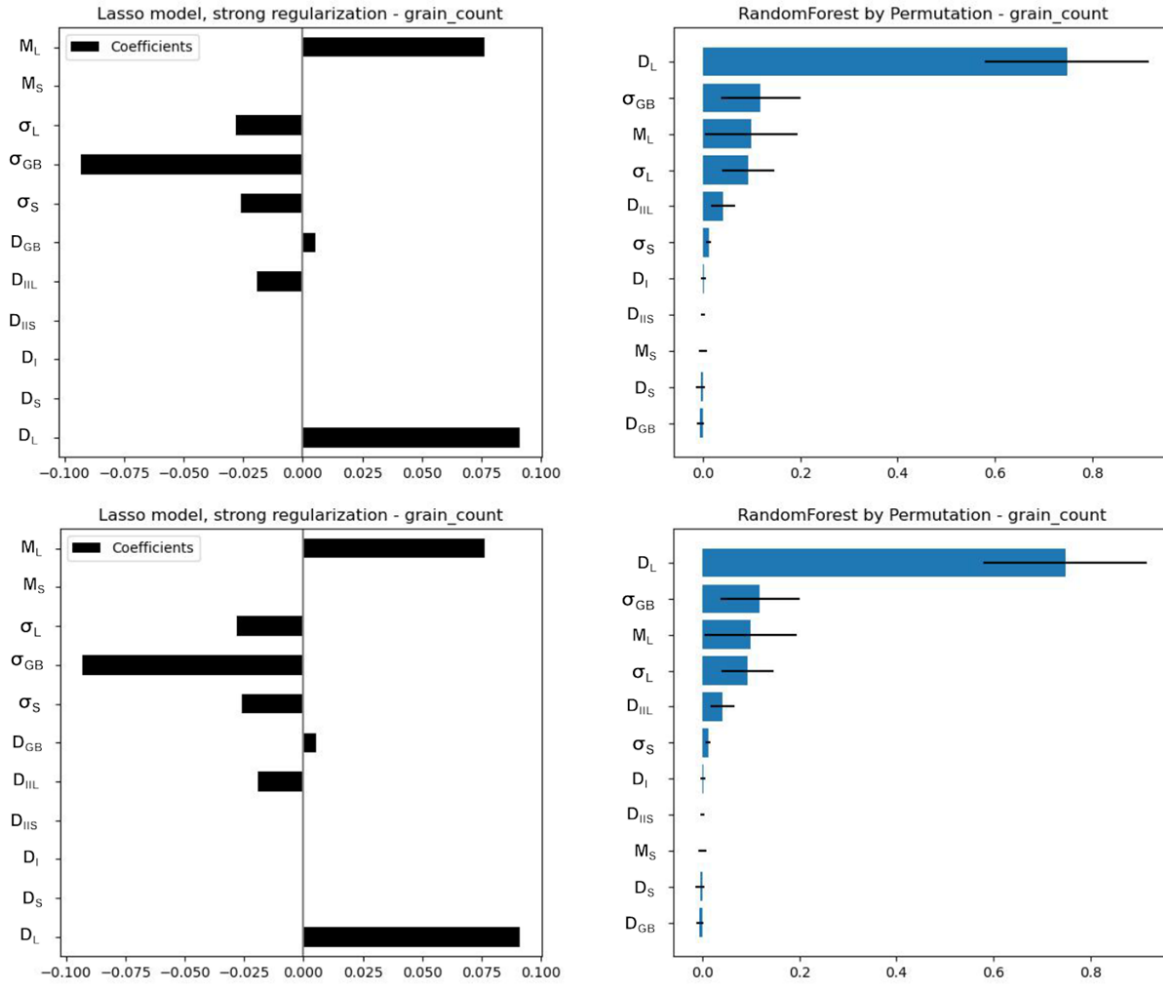 Lasso model, strong regularization - grain_count
Coefficients
M_L
M_S
σ_L
σ_GB
σ_S
D_GB
D_IIL
D_IIS
D_I
D_S
D_L
−0.100 −0.075 −0.050 −0.025 0.000 0.025 0.050 0.075 0.100
RandomForest by Permutation - grain_count
D_L
σ_GB
M_L
σ_L
D_IIL
σ_S
D_I
D_IIS
M_S
D_S
D_GB
0.0 0.2 0.4 0.6 0.8
Lasso model, strong regularization - grain_count
Coefficients
M_L
M_S
σ_L
σ_GB
σ_S
D_GB
D_IIL
D_IIS
D_I
D_S
D_L
−0.100 −0.075 −0.050 −0.025 0.000 0.025 0.050 0.075 0.100
RandomForest by Permutation - grain_count
D_L
σ_GB
M_L
σ_L
D_IIL
σ_S
D_I
D_IIS
M_S
D_S
D_GB
0.0 0.2 0.4 0.6 0.8